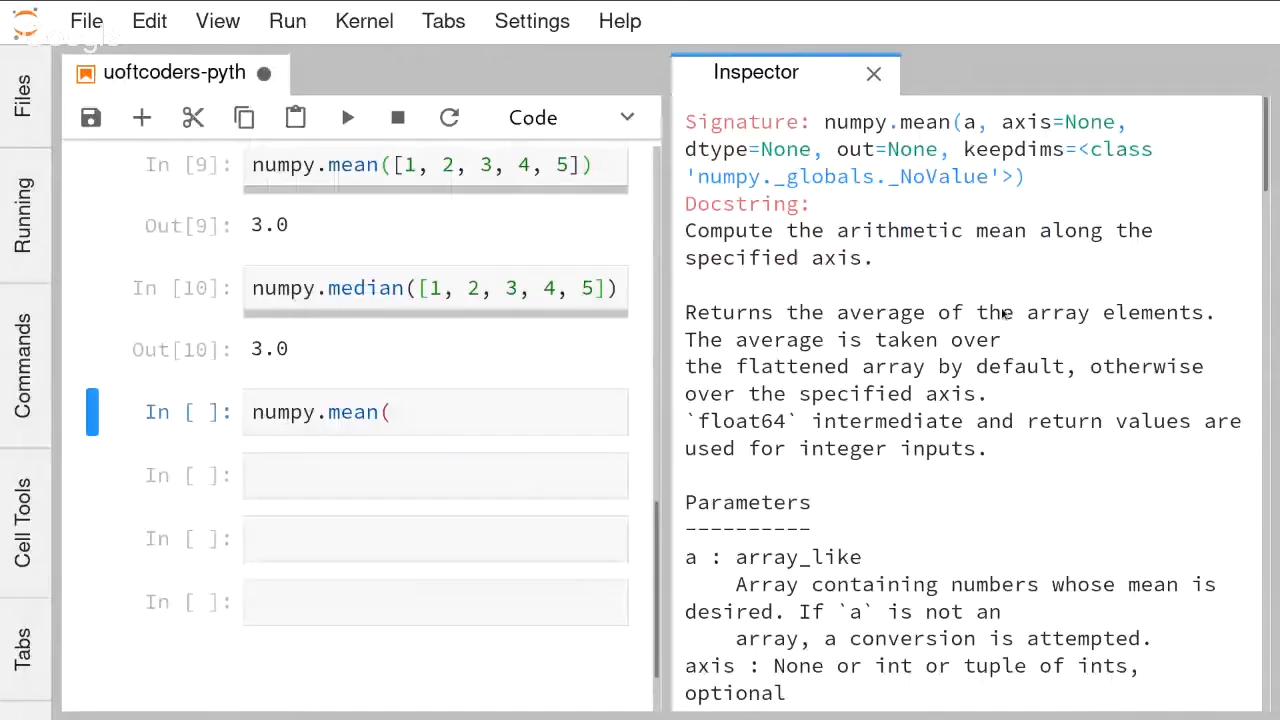 File Edit View Run Kernel Tabs Settings Help
Google
Files
Running
Commands
Cell Tools
Tabs
uoftcoders-pyth
Code
In [9]: numpy.mean([1, 2, 3, 4, 5])
Out[9]: 3.0
In [10]: numpy.median([1, 2, 3, 4, 5])
Out[10]: 3.0
In [ ]: numpy.mean(
In [ ]:
In [ ]:
In [ ]:
Inspector
Signature: numpy.mean(a, axis=None,
dtype=None, out=None, keepdims=<class
'numpy._globals._NoValue'>)
Docstring:
Compute the arithmetic mean along the
specified axis.
Returns the average of the array elements.
The average is taken over
the flattened array by default, otherwise
over the specified axis.
`float64` intermediate and return values are
used for integer inputs.
Parameters
----------
a : array_like
Array containing numbers whose mean is
desired. If `a` is not an
array, a conversion is attempted.
axis : None or int or tuple of ints,
optional